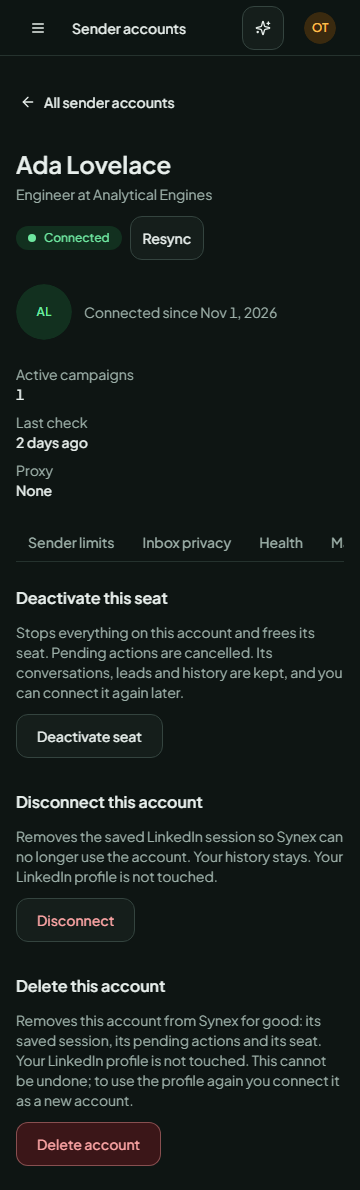 Sender accounts
OT
All sender accounts
Ada Lovelace
Engineer at Analytical Engines
Connected
Resync
AL
Connected since Nov 1, 2026
Active campaigns
1
Last check
2 days ago
Proxy
None
Sender limits Inbox privacy Health
Deactivate this seat
Stops everything on this account and frees its
seat. Pending actions are cancelled. Its
conversations, leads and history are kept, and you
can connect it again later.
Deactivate seat
Disconnect this account
Removes the saved LinkedIn session so Synex can
no longer use the account. Your history stays. Your
LinkedIn profile is not touched.
Disconnect
Delete this account
Removes this account from Synex for good: its
saved session, its pending actions and its seat.
Your LinkedIn profile is not touched. This cannot
be undone; to use the profile again you connect it
as a new account.
Delete account